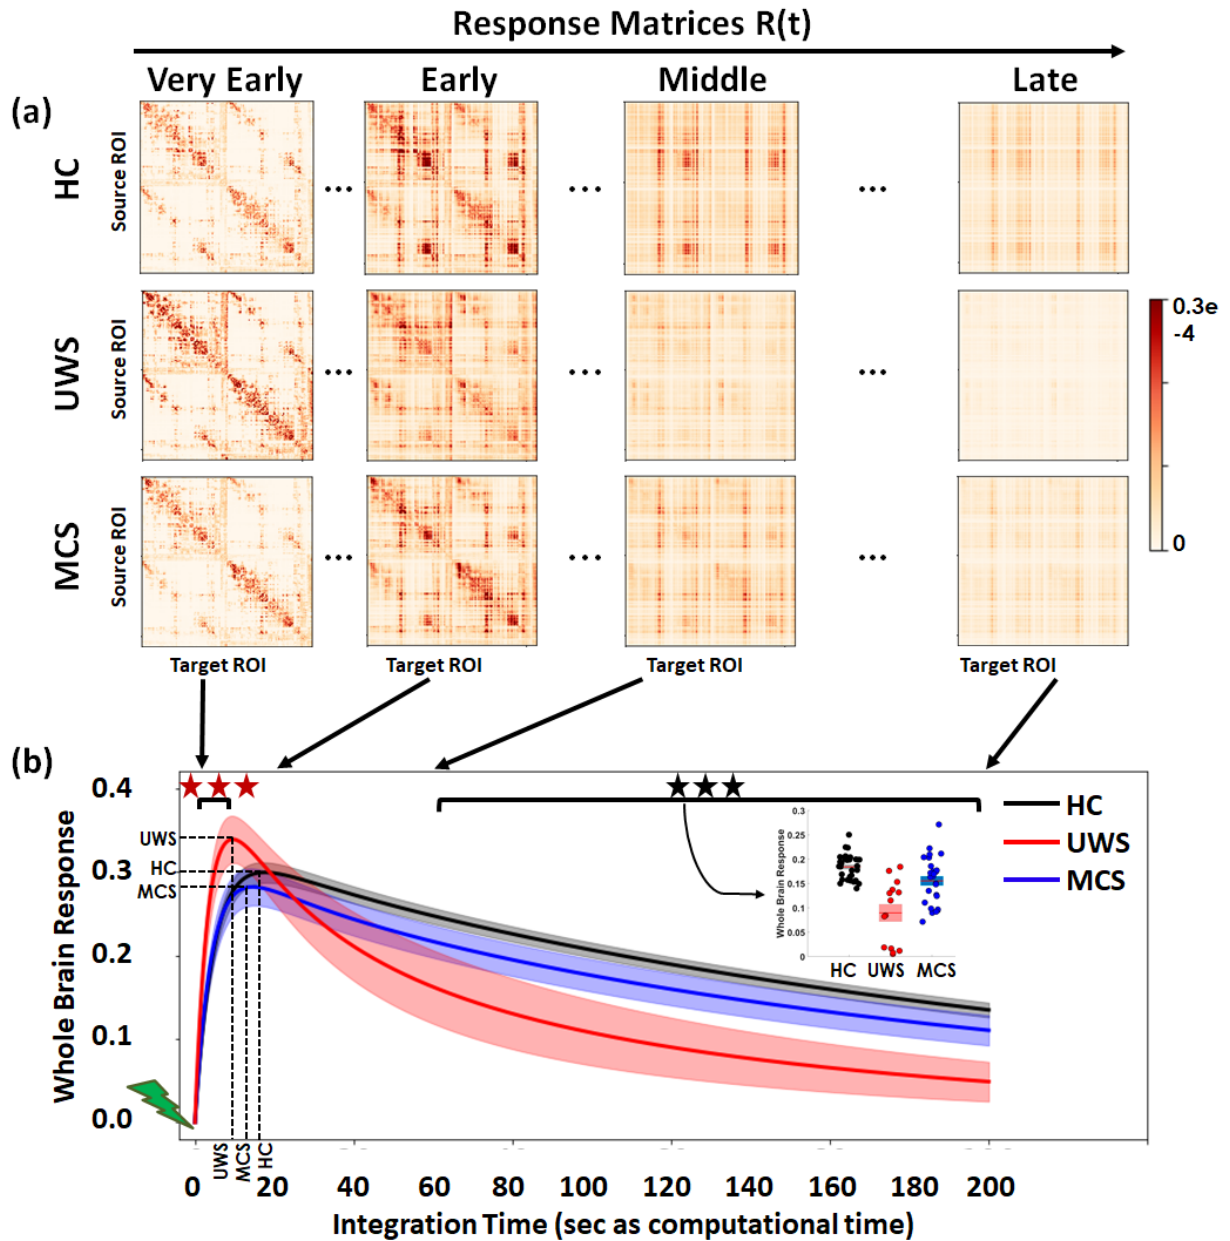 Response Matrices R(t)
Very Early Early Middle Late
(a)
HC
Source ROI
... ... ...
UWS
Source ROI
... ... ...
0.3e
-4
0
MCS
Source ROI
... ... ...
Target ROI Target ROI Target ROI Target ROI
(b)
Whole Brain Response
0.4
0.3
0.2
0.1
0.0
UWS
HC
MCS
HC
UWS
MCS
Whole Brain Response
0.3
0.25
0.2
0.15
0.1
0.05
0
HC UWS MCS
UWS MCS HC
0 20 40 60 80 100 120 140 160 180 200
Integration Time (sec as computational time)